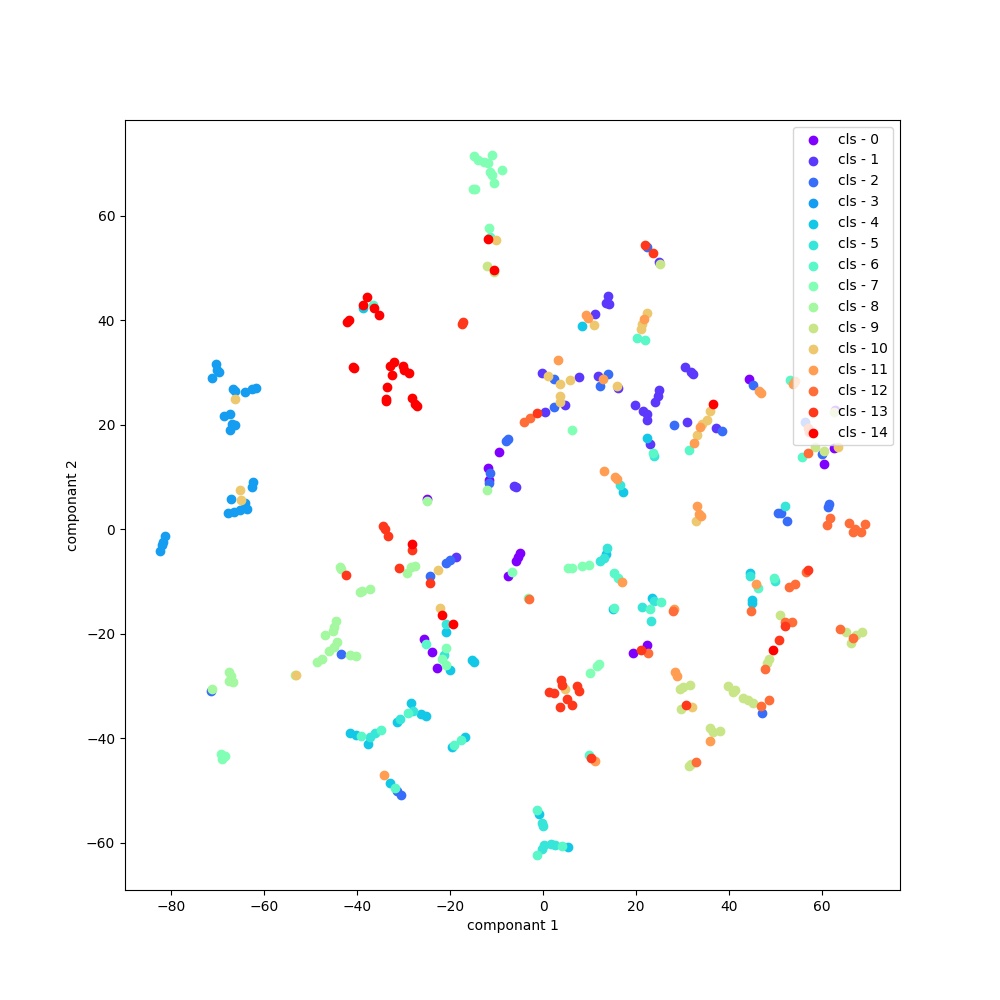 cls - 0
cls - 1
cls - 2
cls - 3
cls - 4
cls - 5
cls - 6
cls - 7
cls - 8
cls - 9
cls - 10
cls - 11
cls - 12
cls - 13
cls - 14
60
40
20
0
−20
−40
−60
componant 2
−80
−60
−40
−20
0
20
40
60
componant 1